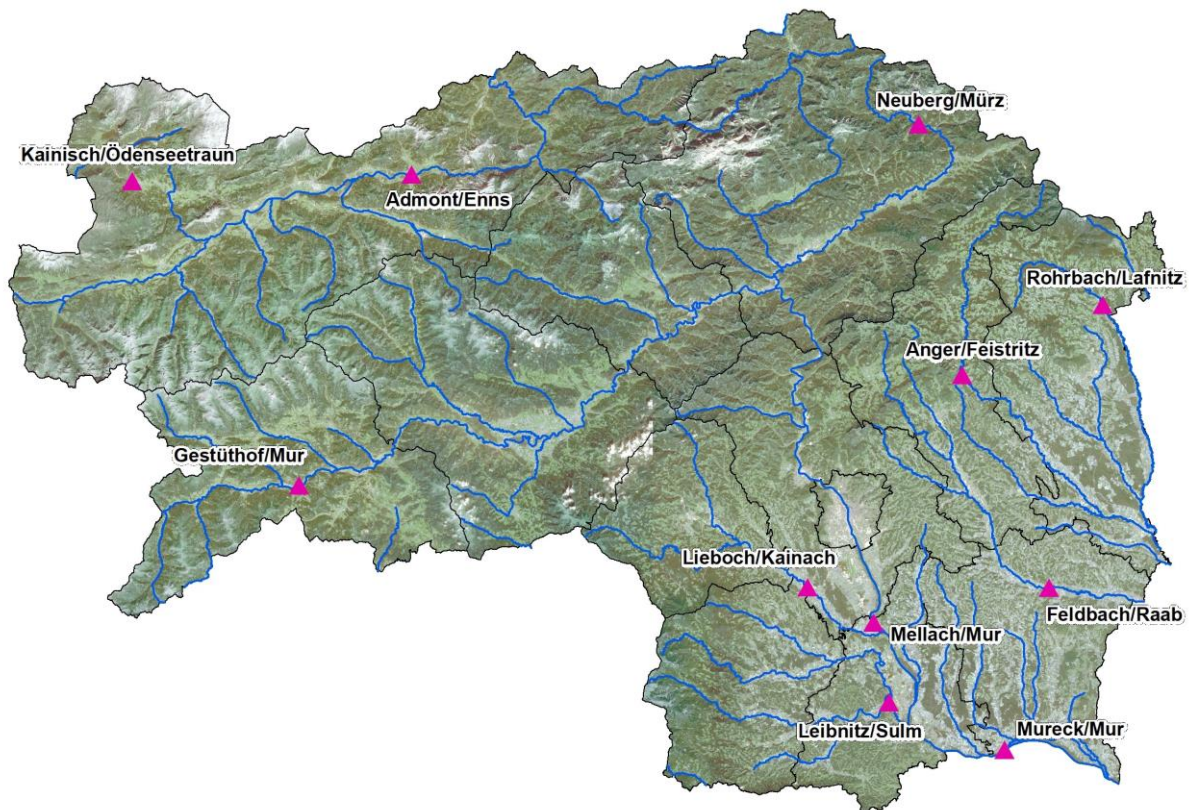 Neuberg/Mürz
Kainisch/Ödenseetraun
Admont/Enns
Rohrbach/Lafnitz
Anger/Feistritz
Gestüthof/Mur
Lieboch/Kainach
Feldbach/Raab
Mellach/Mur
Leibnitz/Sulm
Mureck/Mur